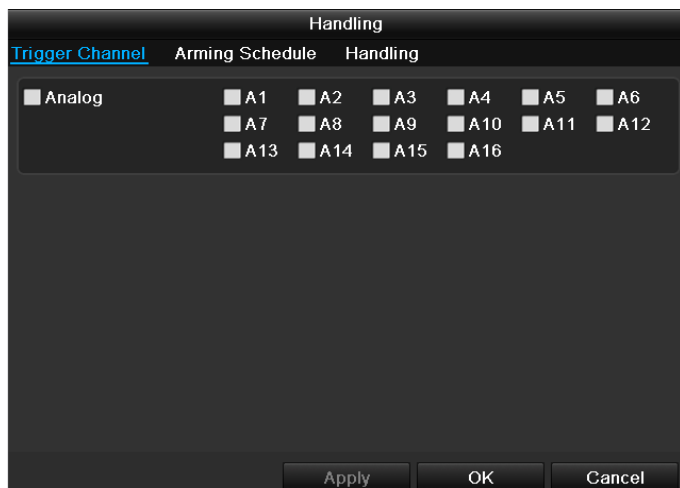 Handling
Trigger Channel Arming Schedule Handling
Analog A1 A2 A3 A4 A5 A6
A7 A8 A9 A10 A11 A12
A13 A14 A15 A16
Apply OK Cancel